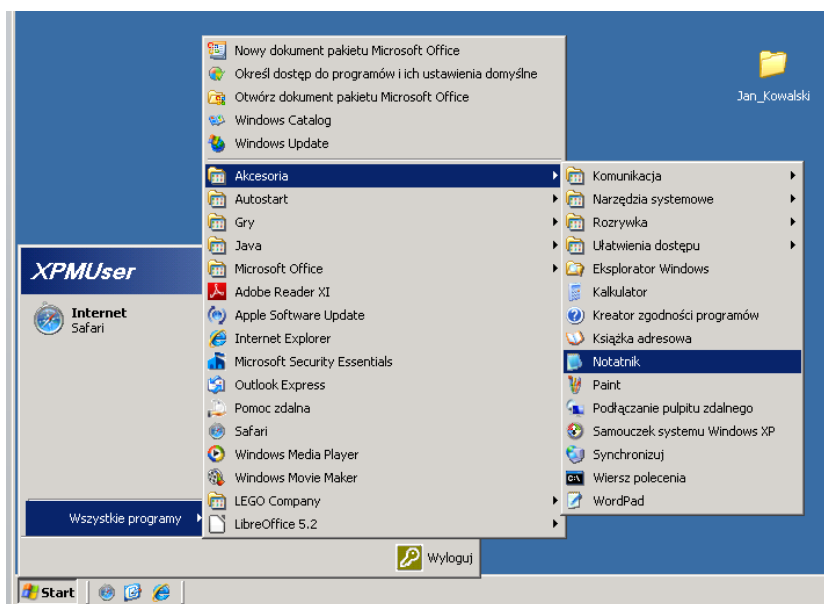 Nowy dokument pakietu Microsoft Office
Określ dostęp do programów i ich ustawienia domyślne
Otwórz dokument pakietu Microsoft Office
Windows Catalog
Windows Update
Jan_Kowalski
Akcesoria
Autostart
Gry
Java
Microsoft Office
Adobe Reader XI
Apple Software Update
Internet Explorer
Microsoft Security Essentials
Outlook Express
Pomoc zdalna
Safari
Windows Media Player
Windows Movie Maker
LEGO Company
LibreOffice 5.2
Komunikacja
Narzędzia systemowe
Rozrywka
Ułatwienia dostępu
Eksplorator Windows
Kalkulator
Kreator zgodności programów
Książka adresowa
Notatnik
Paint
Podłączanie pulpitu zdalnego
Samouczek systemu Windows XP
Synchronizuj
Wiersz polecenia
WordPad
XPMUser
Internet
Safari
Wszystkie programy
Wyloguj
Start